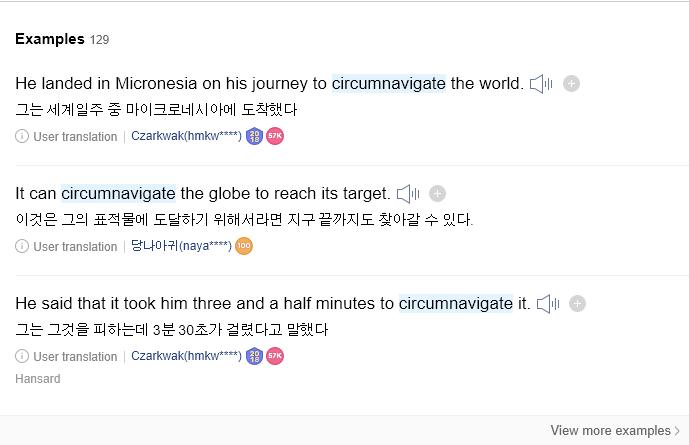 Examples 129
He landed in Micronesia on his journey to circumnavigate the world.
그는 세계일주 중 마이크로네시아에 도착했다
User translation | Czarkwak(hmkw****) 2018 57K
It can circumnavigate the globe to reach its target.
이것은 그의 표적물에 도달하기 위해서라면 지구 끝까지도 찾아갈 수 있다.
User translation | 당나아귀(naya****) 100
He said that it took him three and a half minutes to circumnavigate it.
그는 그것을 피하는데 3분 30초가 걸렸다고 말했다
User translation | Czarkwak(hmkw****) 2018 57K
Hansard
View more examples >